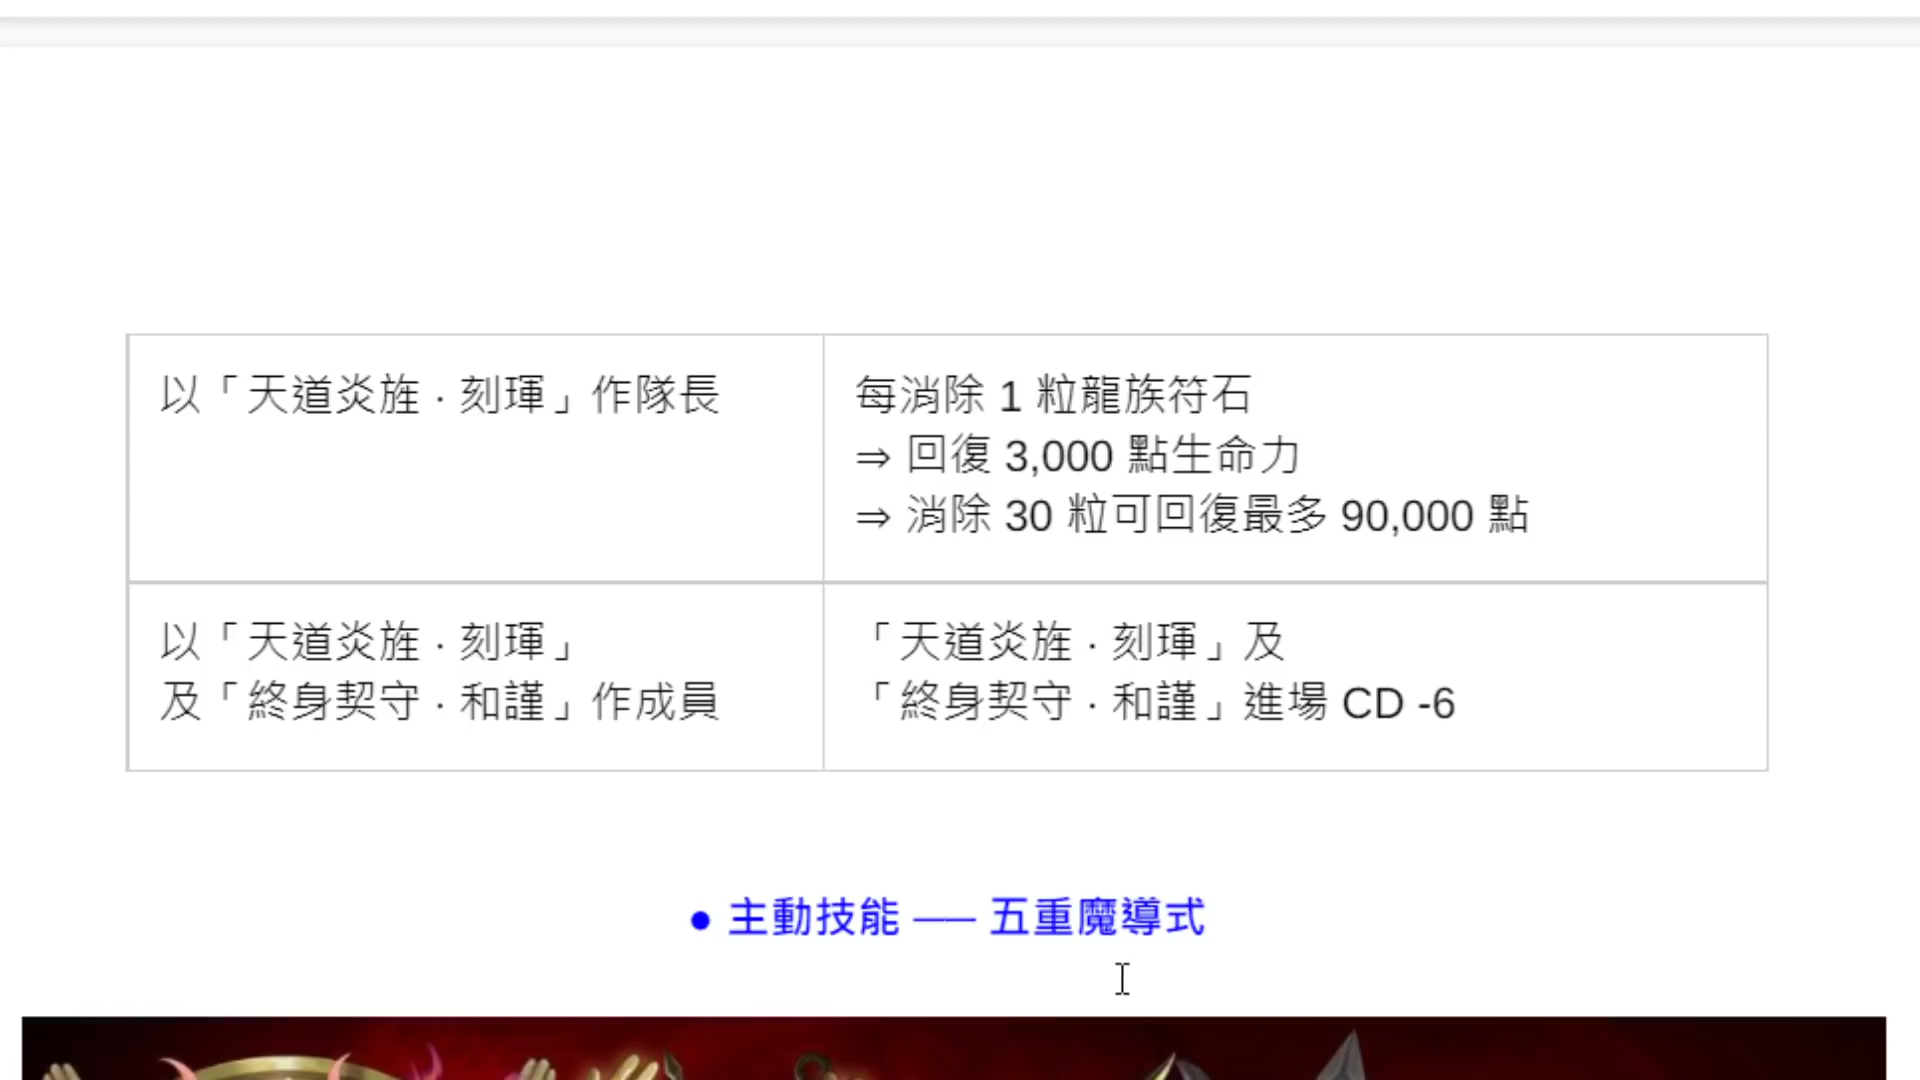 以「天道炎旌 · 刻琿」作隊長
每消除 1 粒龍族符石
⇒ 回復 3,000 點生命力
⇒ 消除 30 粒可回復最多 90,000 點
以「天道炎旌 · 刻琿」
及「終身契守 · 和謹」作成員
「天道炎旌 · 刻琿」及
「終身契守 · 和謹」進場 CD -6
● 主動技能 ── 五重魔導式